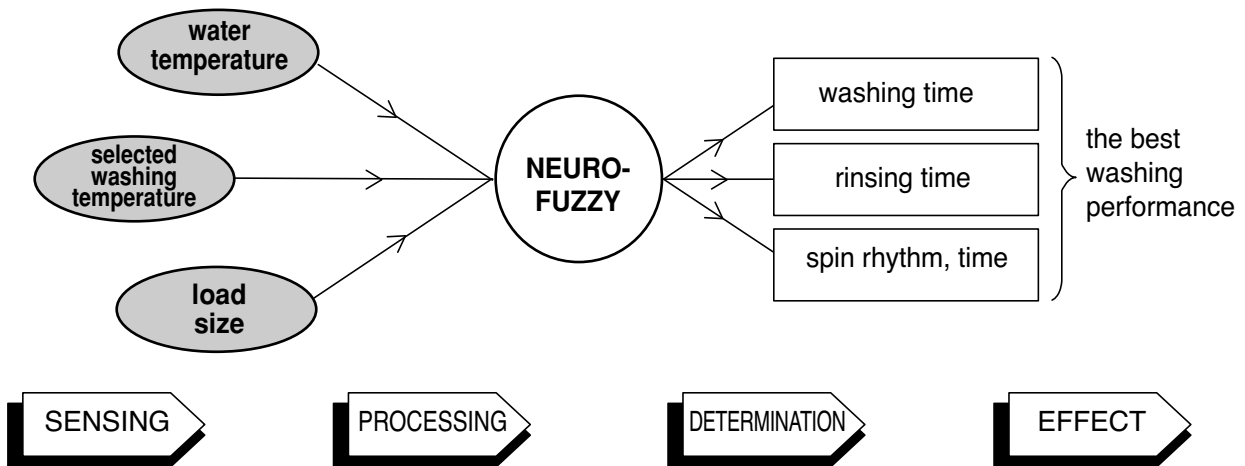 water
temperature
selected
washing
temperature
load
size
NEURO-
FUZZY
washing time
rinsing time
spin rhythm, time
the best
washing
performance
SENSING
PROCESSING
DETERMINATION
EFFECT